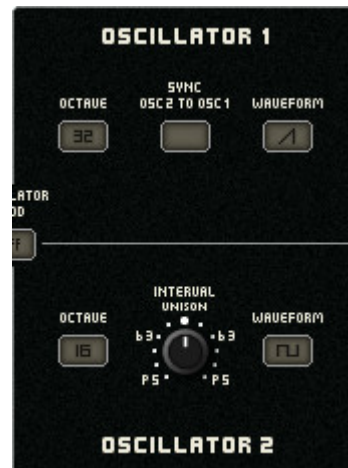 OSCILLATOR 1
SYNC
OCTAVE OSC 2 TO OSC 1 WAVEFORM
32
LATOR
OD
FF
INTERVAL
OCTAVE UNISON WAVEFORM
16 b3 b3
P5 P5
OSCILLATOR 2